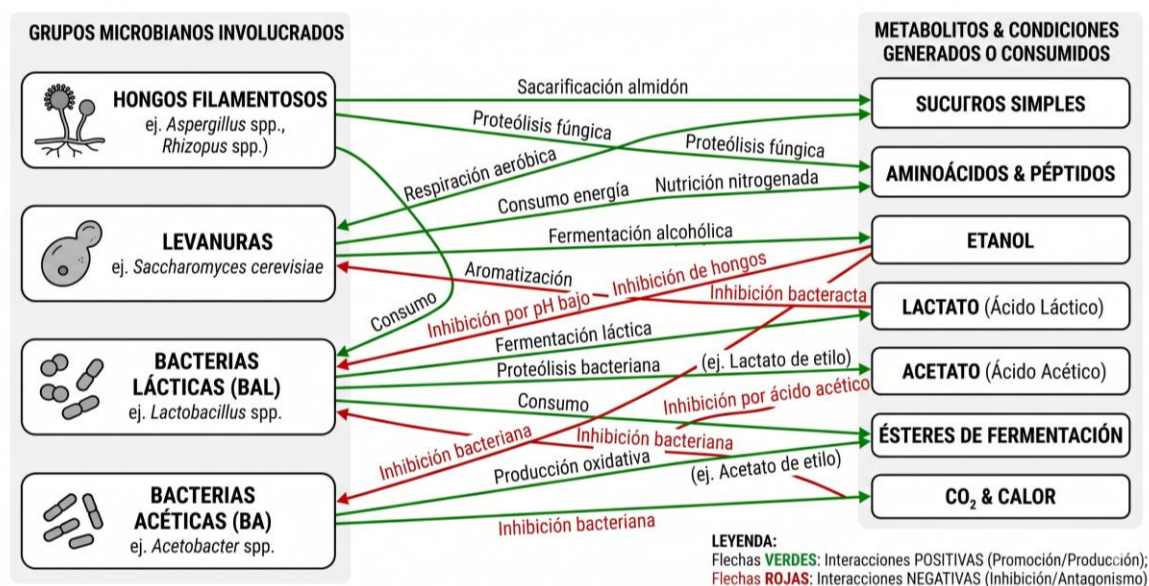 GRUPOS MICROBIANOS INVOLUCRADOS
HONGOS FILAMENTOSOS
ej. Aspergillus spp.,
Rhizopus spp.)
LEVANURAS
ej. Saccharomyces cerevisiae
BACTERIAS
LÁCTICAS (BAL)
ej. Lactobacillus spp.
BACTERIAS
ACÉTICAS (BA)
ej. Acetobacter spp.
Sacarificación almidón
Proteólisis fúngica
Proteólisis fúngica
Respiración aeróbica
Consumo energía
Nutrición nitrogenada
Fermentación alcohólica
Aromatización
Inhibición de hongos
Inhibición por pH bajo
Inhibición bacteracta
Consumo
Fermentación láctica
Proteólisis bacteriana
(ej. Lactato de etilo)
Consumo
Inhibición por ácido acético
Inhibición bacteriana
Inhibición bacteriana
Producción oxidativa
(ej. Acetato de etilo)
Inhibición bacteriana
METABOLITOS & CONDICIONES
GENERADOS O CONSUMIDOS
SUCUΓROS SIMPLES
AMINOÁCIDOS & PÉPTIDOS
ETANOL
LACTATO (Ácido Láctico)
ACETATO (Ácido Acético)
ÉSTERES DE FERMENTACIÓN
CO₂ & CALOR
LEYENDA:
Flechas VERDES: Interacciones POSITIVAS (Promoción/Producción);
Flechas ROJAS: Interacciones NEGATIVAS (Inhibición/Antagonismo)